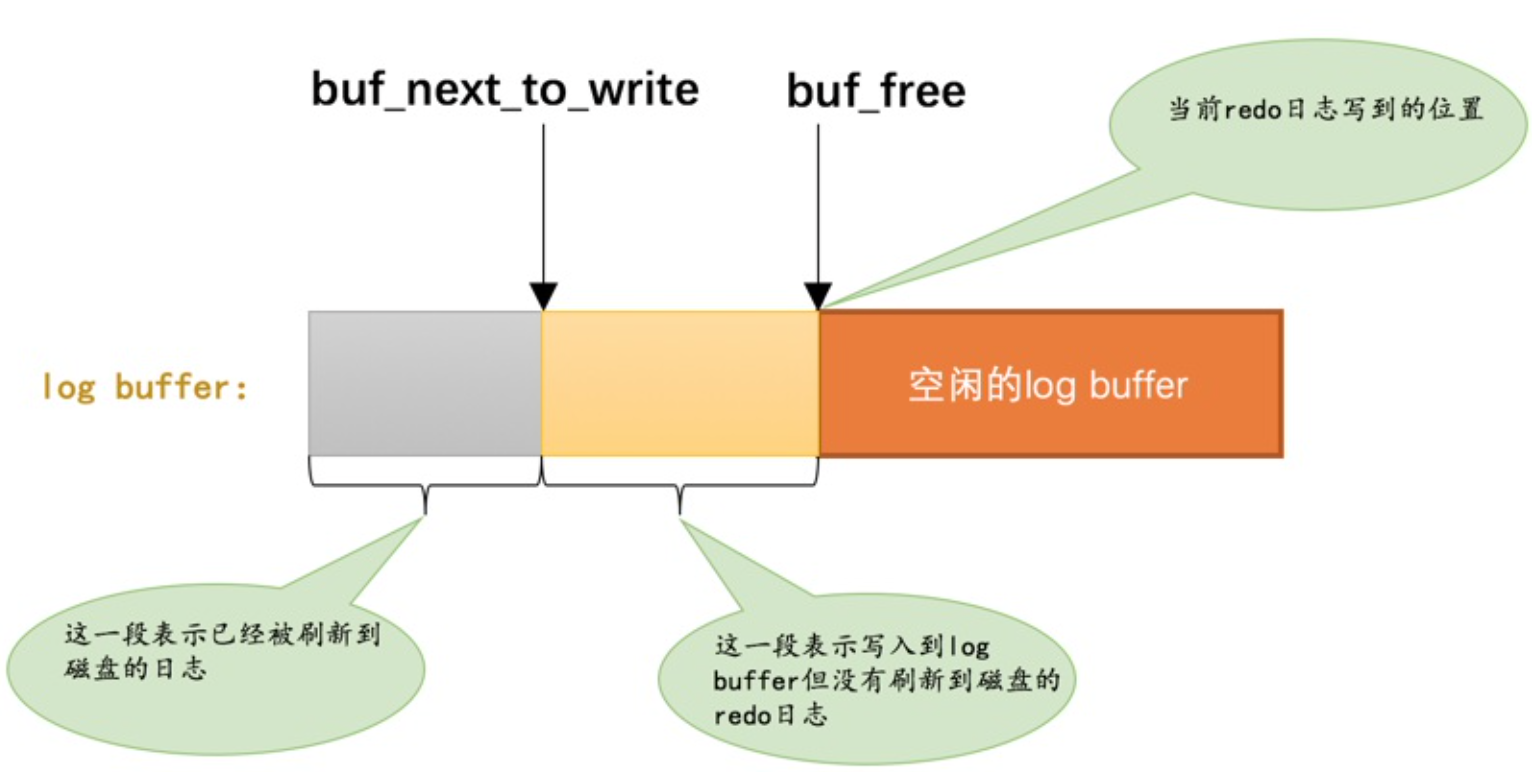 buf_next_to_write
buf_free
当前redo日志写到的位置
log buffer:
空闲的log buffer
这一段表示已经被刷新到
磁盘的日志
这一段表示写入到log
buffer但没有刷新到磁盘的
redo日志